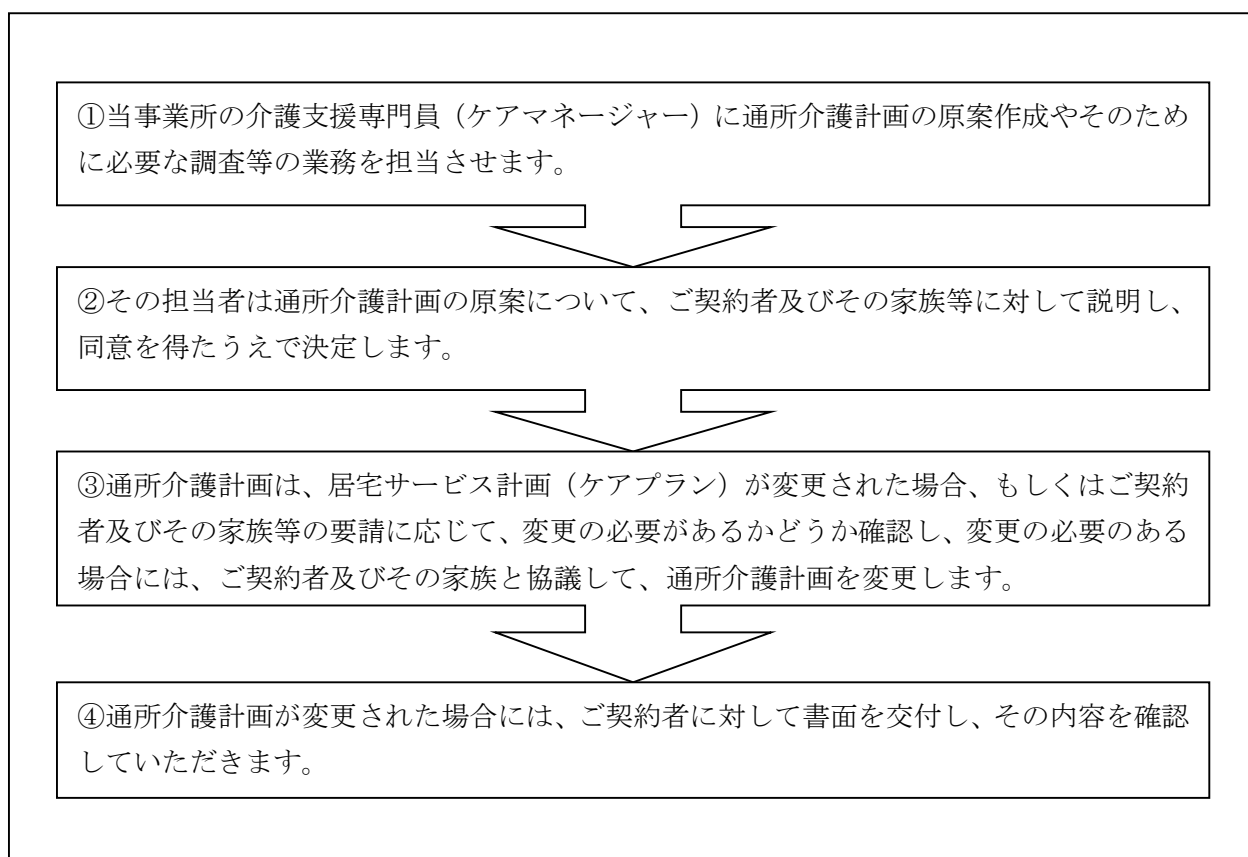 ①当事業所の介護支援専門員（ケアマネージャー）に通所介護計画の原案作成やそのため
に必要な調査等の業務を担当させます。
②その担当者は通所介護計画の原案について、ご契約者及びその家族等に対して説明し、
同意を得たうえで決定します。
③通所介護計画は、居宅サービス計画（ケアプラン）が変更された場合、もしくはご契約
者及びその家族等の要請に応じて、変更の必要があるかどうか確認し、変更の必要のある
場合には、ご契約者及びその家族と協議して、通所介護計画を変更します。
④通所介護計画が変更された場合には、ご契約者に対して書面を交付し、その内容を確認
していただきます。